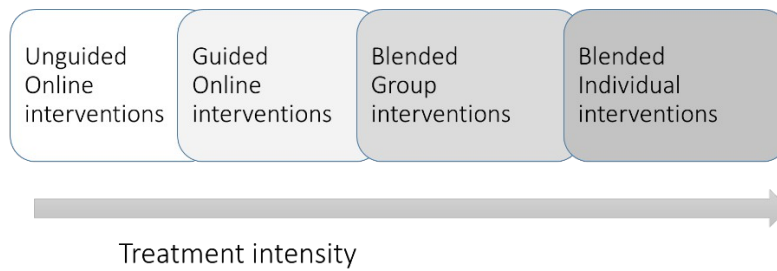 Unguided
Online
interventions
Guided
Online
interventions
Blended
Group
interventions
Blended
Individual
interventions
Treatment intensity